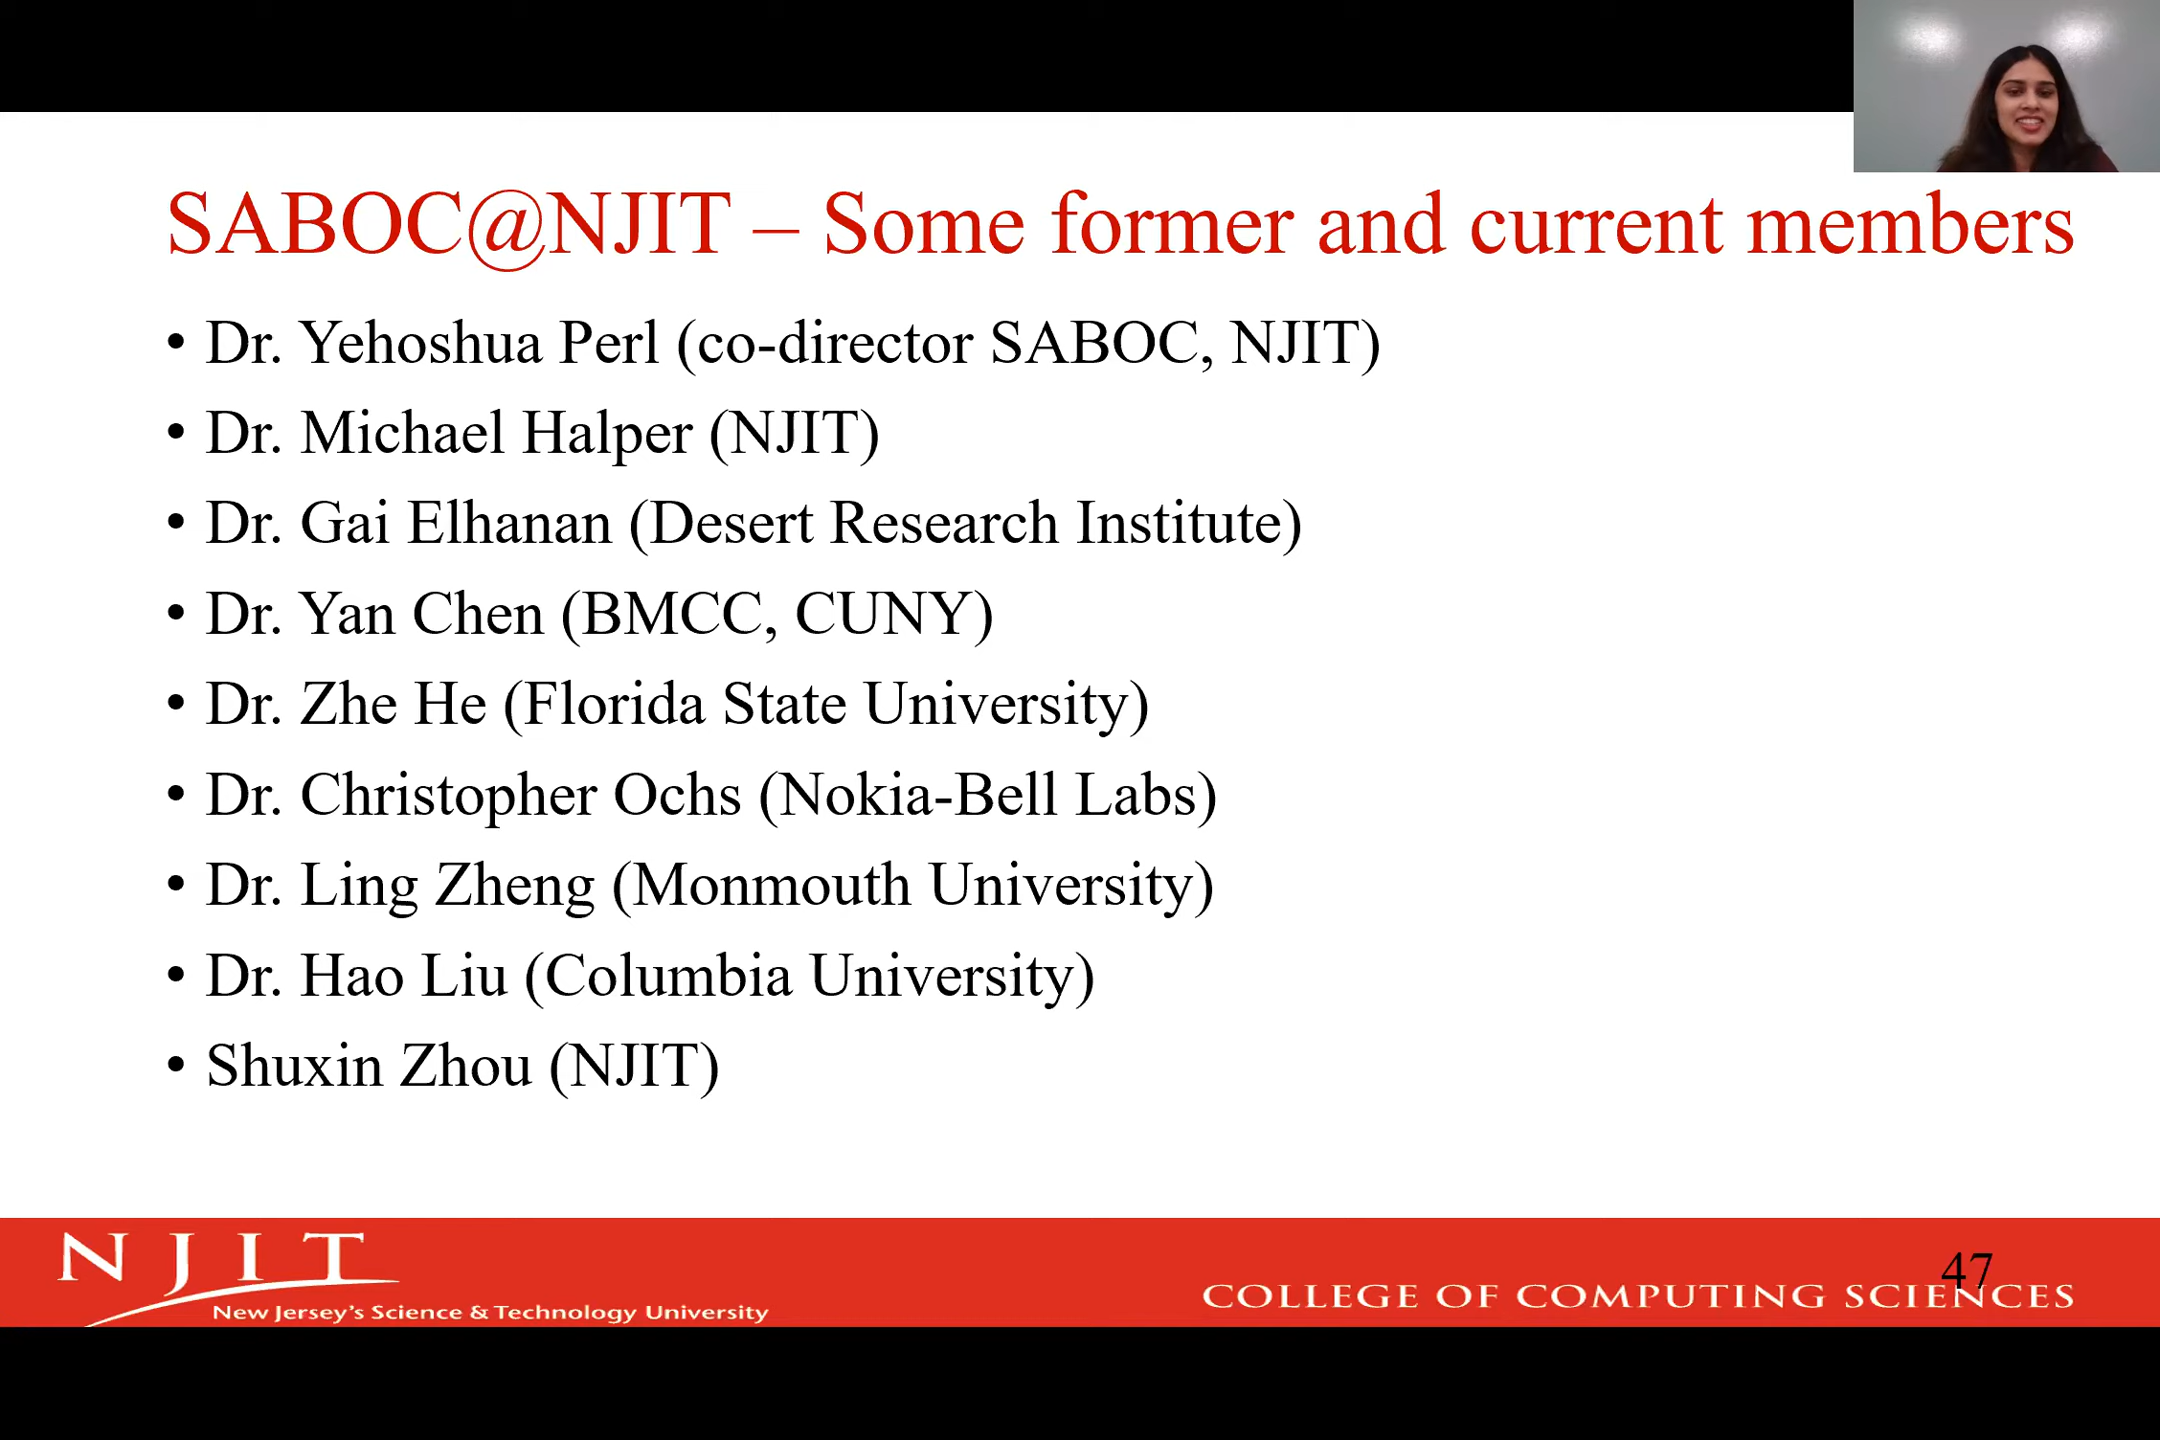 SABOC@NJIT – Some former and current members
• Dr. Yehoshua Perl (co-director SABOC, NJIT)
• Dr. Michael Halper (NJIT)
• Dr. Gai Elhanan (Desert Research Institute)
• Dr. Yan Chen (BMCC, CUNY)
• Dr. Zhe He (Florida State University)
• Dr. Christopher Ochs (Nokia-Bell Labs)
• Dr. Ling Zheng (Monmouth University)
• Dr. Hao Liu (Columbia University)
• Shuxin Zhou (NJIT)
NJIT
New Jersey's Science & Technology University
47
COLLEGE OF COMPUTING SCIENCES